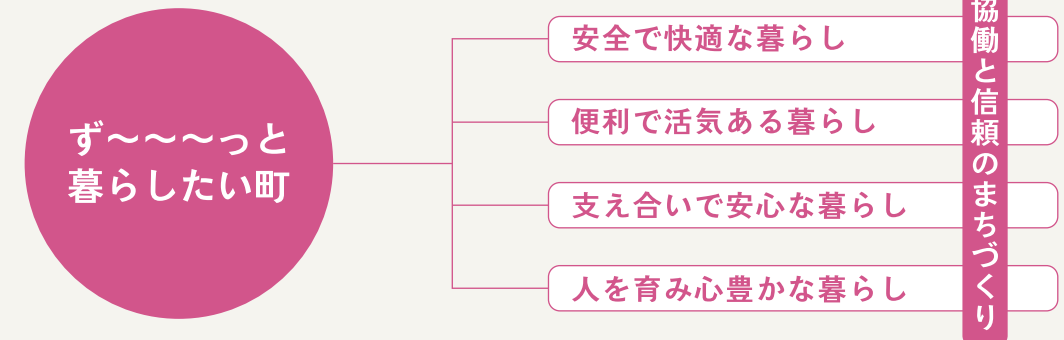 ず〜〜〜っと
暮らしたい町
安全で快適な暮らし
便利で活気ある暮らし
支え合いで安心な暮らし
人を育み心豊かな暮らし
協働と信頼のまちづくり